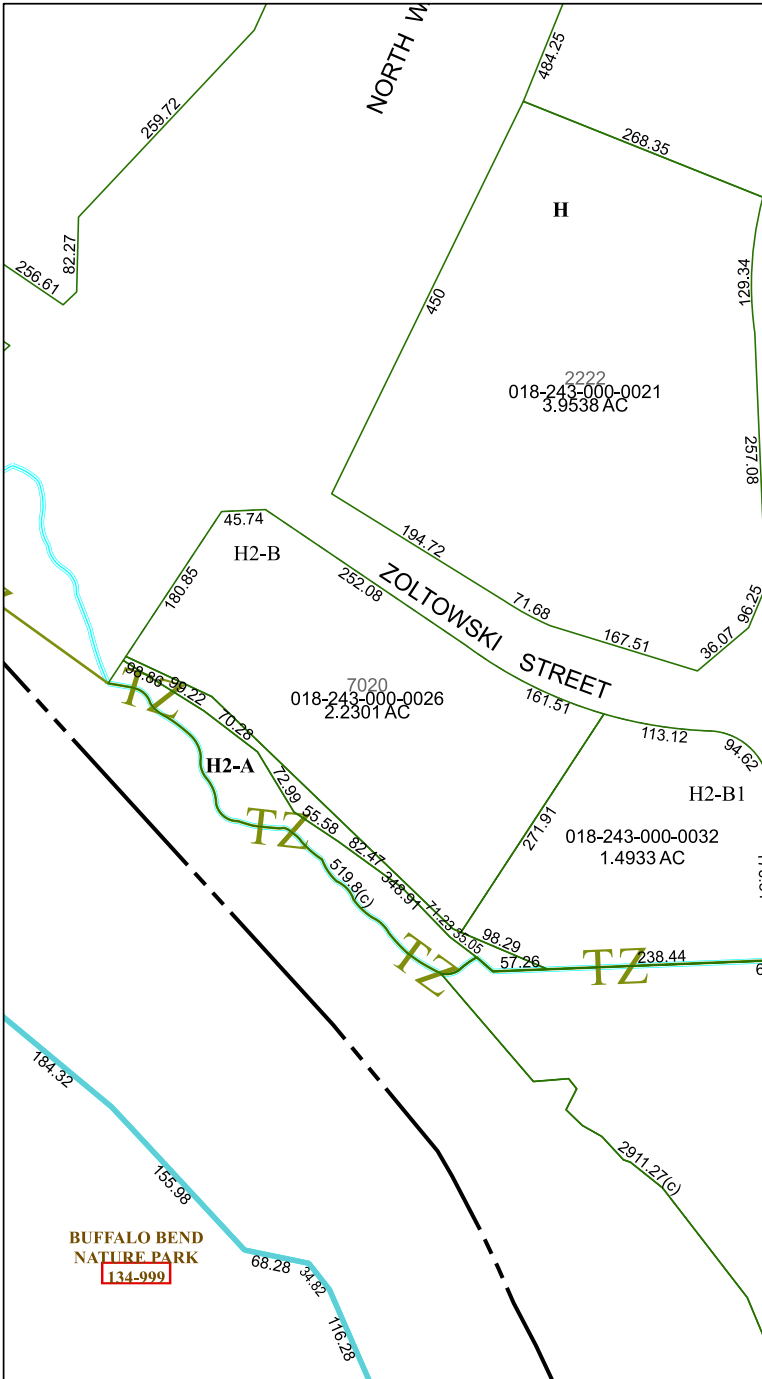 NORTH W
484.25
259.72
268.35
H
82.27
256.61
129.34
450
2222
018-243-000-0021
3.9538 AC
257.08
45.74
194.72
H2-B
252.08
180.85
ZOLTOWSKI STREET
71.68
96.25
167.51
36.07
98.86
99.22
TZ
7020
018-243-000-0026
2.2301 AC
161.51
70.28
113.12
94.62
H2-A
72.99
H2-B1
55.58
TZ
82.47
271.91
018-243-000-0032
1.4933 AC
519.8(c)
348.91
71.23
35.05
98.29
TZ
57.26
TZ
238.44
6
184.32
2911.27(c)
155.98
BUFFALO BEND
NATURE PARK
134-999
68.28
34.82
116.28